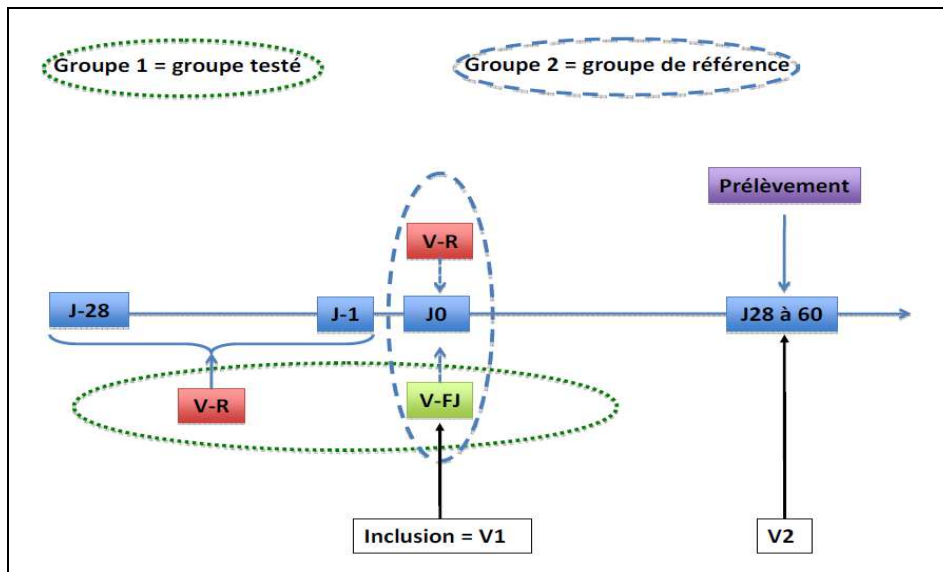 Groupe 1 = groupe testé
Groupe 2 = groupe de référence
Prélèvement
V-R
J-28
J-1
J0
J28 à 60
V-R
V-FJ
Inclusion = V1
V2